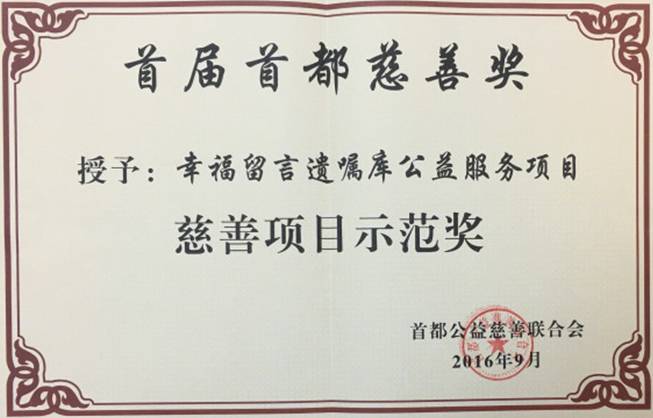 首届首都慈善奖
授予：幸福留言遗嘱库公益服务项目
慈善项目示范奖
首都公益慈善联合会
2016年9月